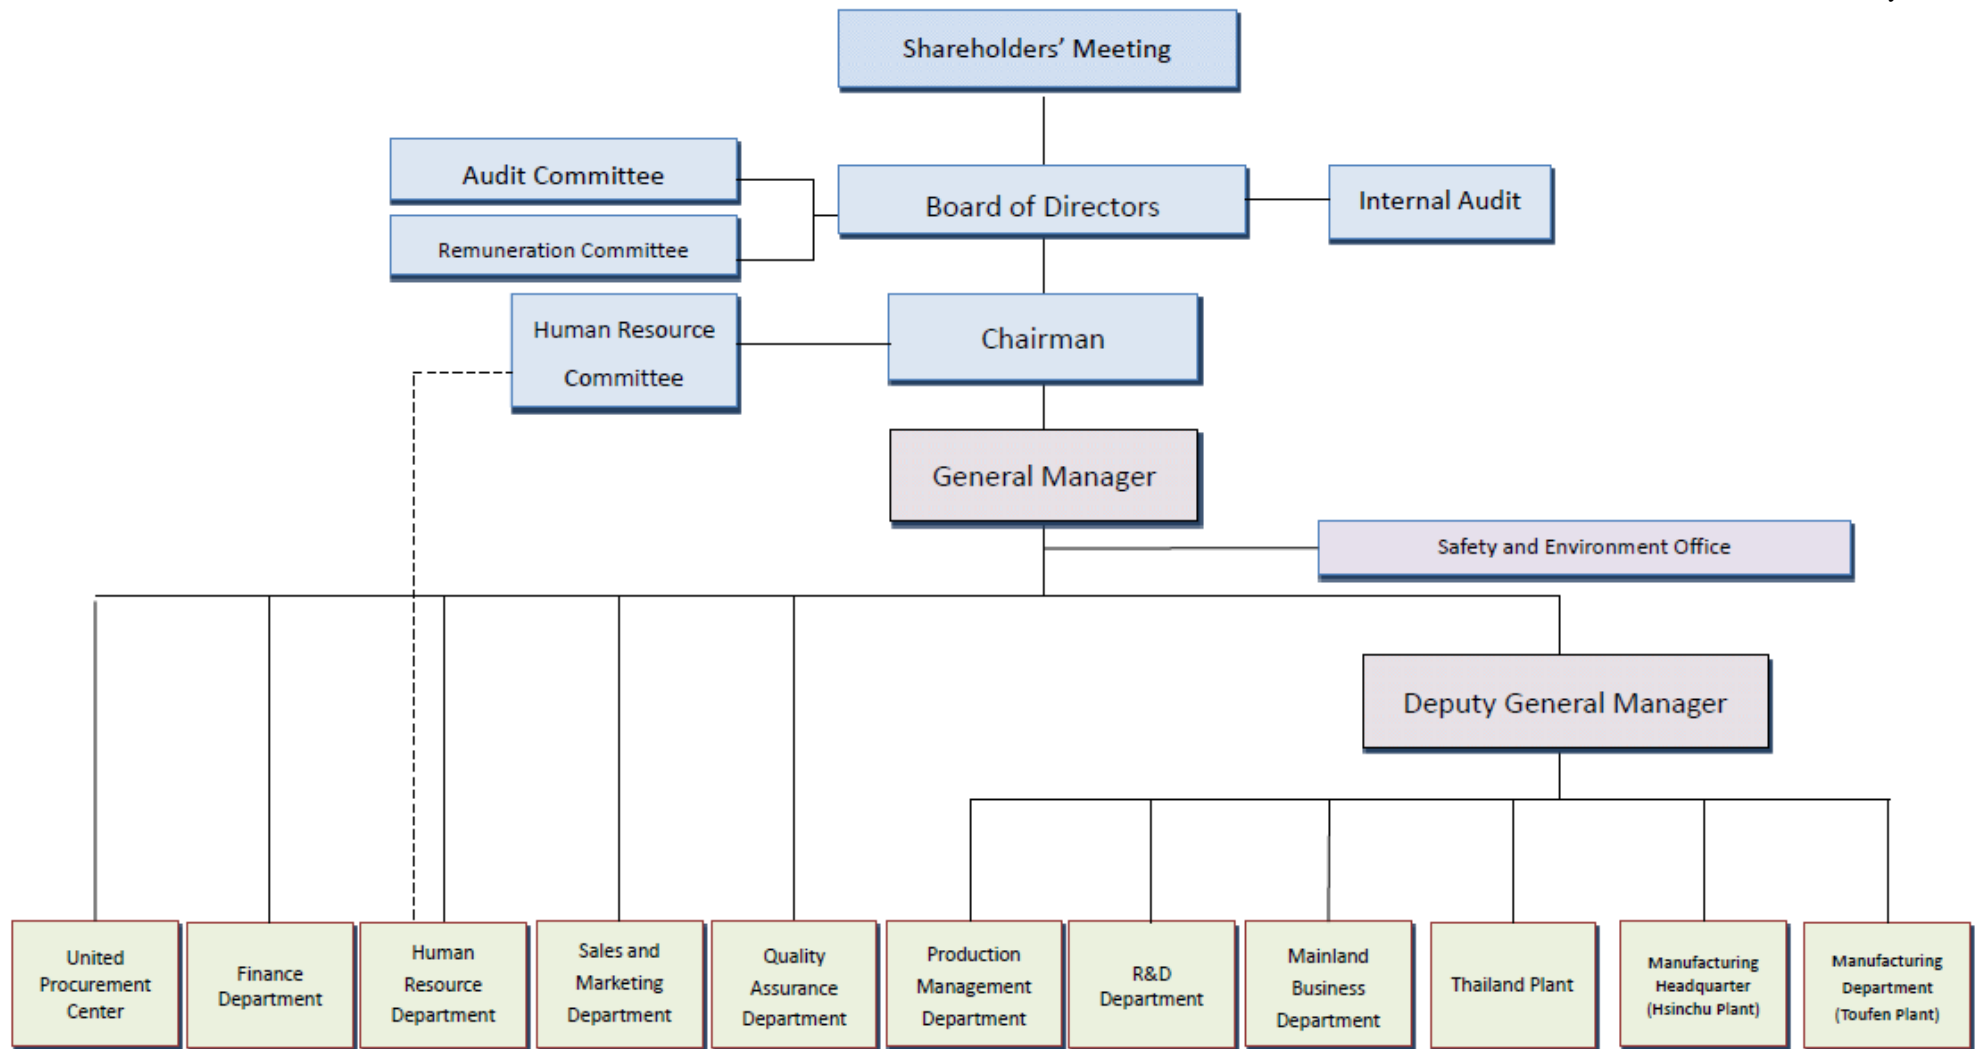 Shareholders’ Meeting
Audit Committee
Board of Directors
Internal Audit
Remuneration Committee
Human Resource
Committee
Chairman
General Manager
Safety and Environment Office
Deputy General Manager
United
Procurement
Center
Finance
Department
Human
Resource
Department
Sales and
Marketing
Department
Quality
Assurance
Department
Production
Management
Department
R&D
Department
Mainland
Business
Department
Thailand Plant
Manufacturing
Headquarter
(Hsinchu Plant)
Manufacturing
Department
(Toufen Plant)